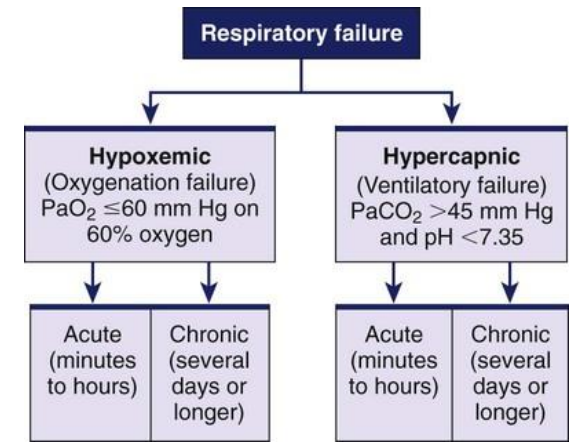 Respiratory failure
Hypoxemic
(Oxygenation failure)
PaO₂ ≤60 mm Hg on
60% oxygen
Hypercapnic
(Ventilatory failure)
PaCO₂ >45 mm Hg
and pH <7.35
Acute
(minutes
to hours)
Chronic
(several
days or
longer)
Acute
(minutes
to hours)
Chronic
(several
days or
longer)